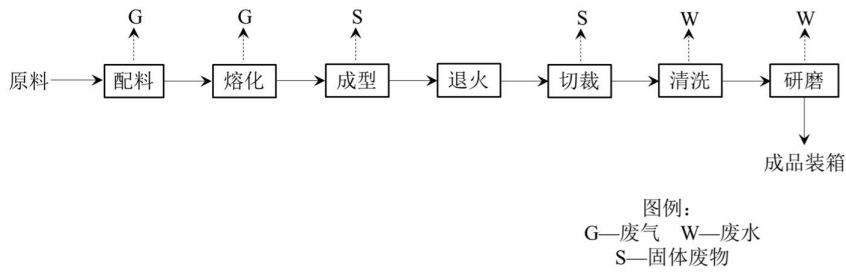 G G S S W W
原料 配料 熔化 成型 退火 切裁 清洗 研磨
成品装箱
图例：
G—废气 W—废水
S—固体废物